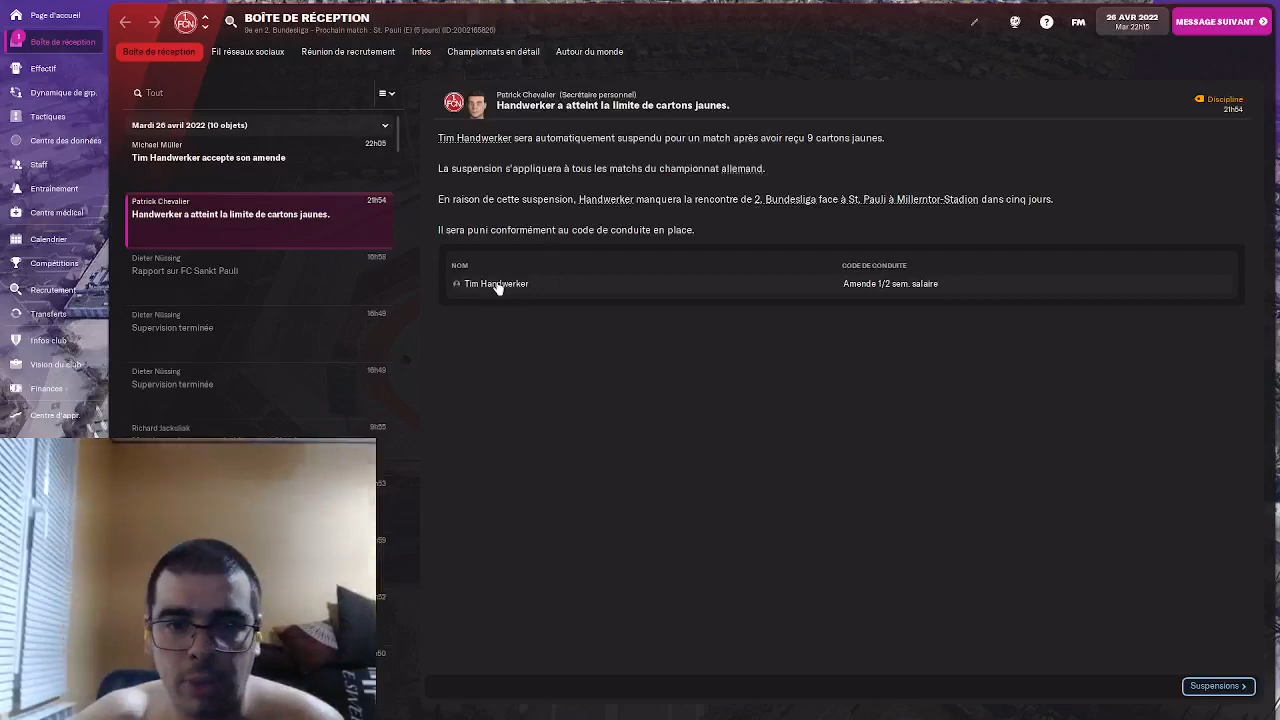 Accueil
1
Boîte de réception
Effectif
Dynamique de grp.
Tactiques
Centre des données
Staff
Entraînement
Centre médical
Calendrier
Compétitions
Recrutement
Transferts
Infos club
Vision du club
Finances
Centre d'appr.
BOÎTE DE RÉCEPTION
9e en 2. Bundesliga - Prochain match : St. Pauli (E) (5 jours) (ID:2002165826)
FM
26 AVR 2022
Mar 22h15
MESSAGE SUIVANT
Boîte de réception
Fil réseaux sociaux
Réunion de recrutement
Infos
Championnats en détail
Autour du monde
Tout
Mardi 26 avril 2022 (10 objets)
Michael Müller
22h05
Tim Handwerker accepte son amende
Patrick Chevalier
21h54
Handwerker a atteint la limite de cartons jaunes.
Dieter Nüssing
16h58
Rapport sur FC Sankt Pauli
Dieter Nüssing
16h49
Supervision terminée
Dieter Nüssing
16h49
Supervision terminée
Richard Jackuliak
9h55
Patrick Chevalier (Secrétaire personnel)
Handwerker a atteint la limite de cartons jaunes.
Discipline
21h54
Tim Handwerker sera automatiquement suspendu pour un match après avoir reçu 9 cartons jaunes.
La suspension s'appliquera à tous les matchs du championnat allemand.
En raison de cette suspension, Handwerker manquera la rencontre de 2. Bundesliga face à St. Pauli à Millerntor-Stadion dans cinq jours.
Il sera puni conformément au code de conduite en place.
NOM
CODE DE CONDUITE
Tim Handwerker
Amende 1/2 sem. salaire
Suspensions